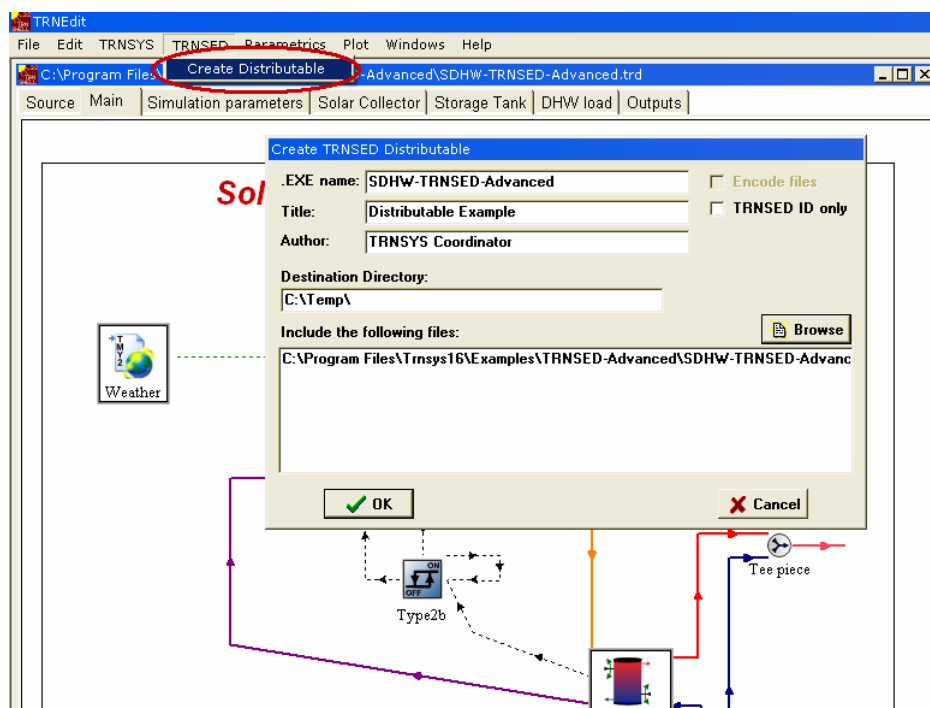 TRNEdit
File Edit TRNSYS TRNSED Parametrics Plot Windows Help
Create Distributable
C:\Program Files -Advanced\SDHW-TRNSED-Advanced.trd
Source Main Simulation parameters Solar Collector Storage Tank DHW load Outputs
Create TRNSED Distributable
Sol
.EXE name: SDHW-TRNSED-Advanced Encode files
Title: Distributable Example TRNSED ID only
Author: TRNSYS Coordinator
Destination Directory:
C:\Temp\
Include the following files: Browse
C:\Program Files\Trnsys16\Examples\TRNSED-Advanced\SDHW-TRNSED-Advanc
TMY2
Weather
OK Cancel
ON
OFF
Tee piece
Type2b